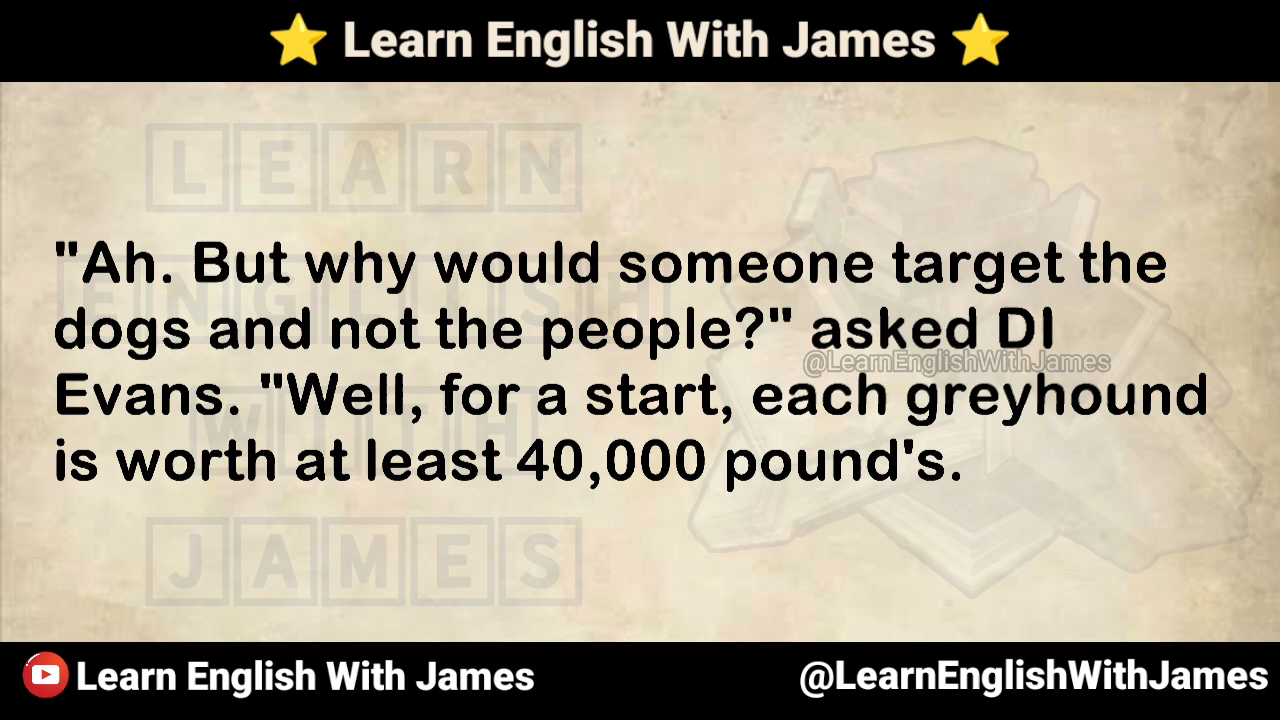 ⭐ Learn English With James ⭐
LEARN
"Ah. But why would someone target the
ENGLISH
dogs and not the people?" asked DI
@LearnEnglishWithJames
Evans. "Well, for a start, each greyhound
WITH
is worth at least 40,000 pound's.
JAMES
Learn English With James
@LearnEnglishWithJames